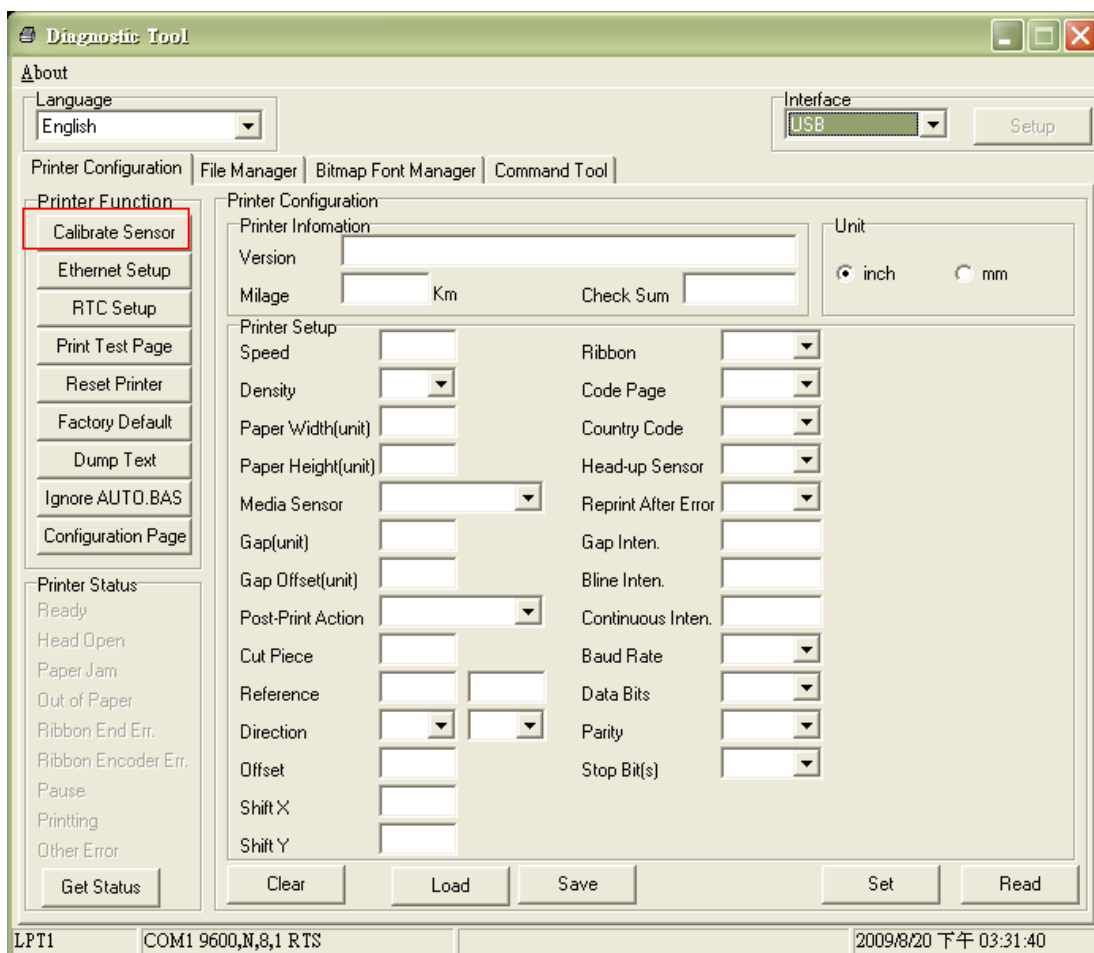 Diagnostic Tool
About
Language
English
Interface
USB
Setup
Printer Configuration
File Manager
Bitmap Font Manager
Command Tool
Printer Function
Calibrate Sensor
Ethernet Setup
RTC Setup
Print Test Page
Reset Printer
Factory Default
Dump Text
Ignore AUTO.BAS
Configuration Page
Printer Status
Ready
Head Open
Paper Jam
Out of Paper
Ribbon End Err.
Ribbon Encoder Err.
Pause
Printting
Other Error
Get Status
Printer Configuration
Printer Infomation
Version
Milage Km
Check Sum
Unit
inch
mm
Printer Setup
Speed
Density
Paper Width(unit)
Paper Height(unit)
Media Sensor
Gap(unit)
Gap Offset(unit)
Post-Print Action
Cut Piece
Reference
Direction
Offset
Shift X
Shift Y
Ribbon
Code Page
Country Code
Head-up Sensor
Reprint After Error
Gap Inten.
Bline Inten.
Continuous Inten.
Baud Rate
Data Bits
Parity
Stop Bit(s)
Clear
Load
Save
Set
Read
LPT1
COM1 9600,N,8,1 RTS
2009/8/20 下午 03:31:40